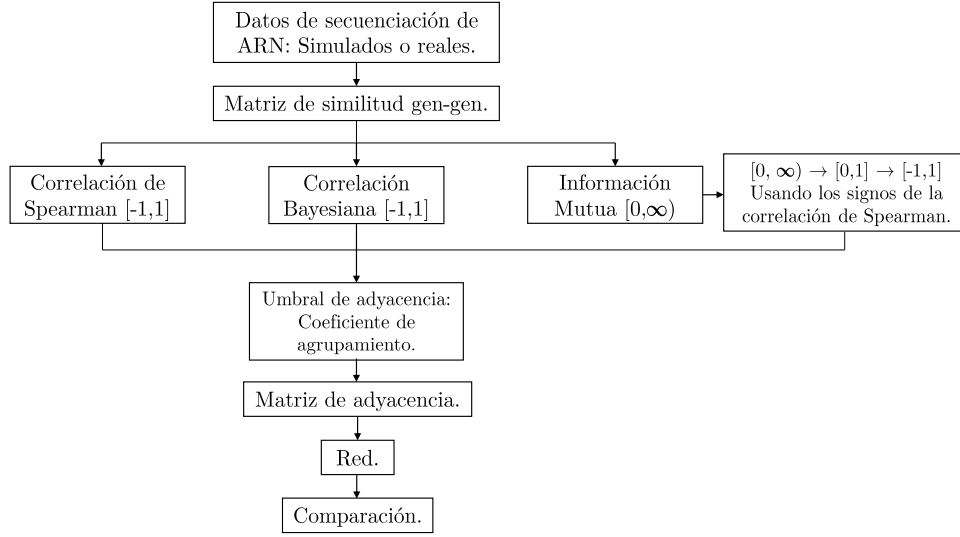 Datos de secuenciación de
ARN: Simulados o reales.
Matriz de similitud gen-gen.
Correlación de
Spearman [-1,1]
Correlación
Bayesiana [-1,1]
Información
Mutua [0,∞)
[0, ∞) → [0,1] → [-1,1]
Usando los signos de la
correlación de Spearman.
Umbral de adyacencia:
Coeficiente de
agrupamiento.
Matriz de adyacencia.
Red.
Comparación.